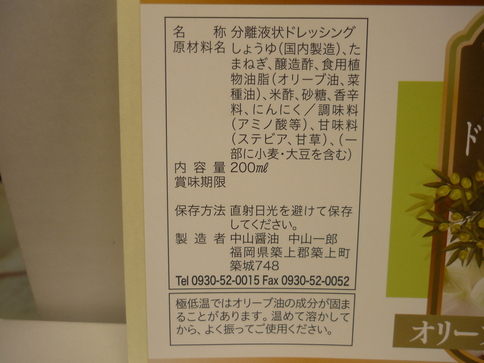 名称 分離液状ドレッシング
原材料名 しょうゆ(国内製造)、た
まねぎ、醸造酢、食用植
物油脂(オリーブ油、菜
種油)、米酢、砂糖、香辛
料、にんにく/調味料
(アミノ酸等)、甘味料
(ステビア、甘草)、(一
部に小麦・大豆を含む)
内容量 200ml
賞味期限
保存方法 直射日光を避けて保存
してください。
製造者 中山醤油 中山一郎
福岡県築上郡築上町
築城748
Tel 0930-52-0015 Fax 0930-52-0052
極低温ではオリーブ油の成分が固ま
ることがあります。温めて溶かして
から、よく振ってご使用ください。
ド
オリー